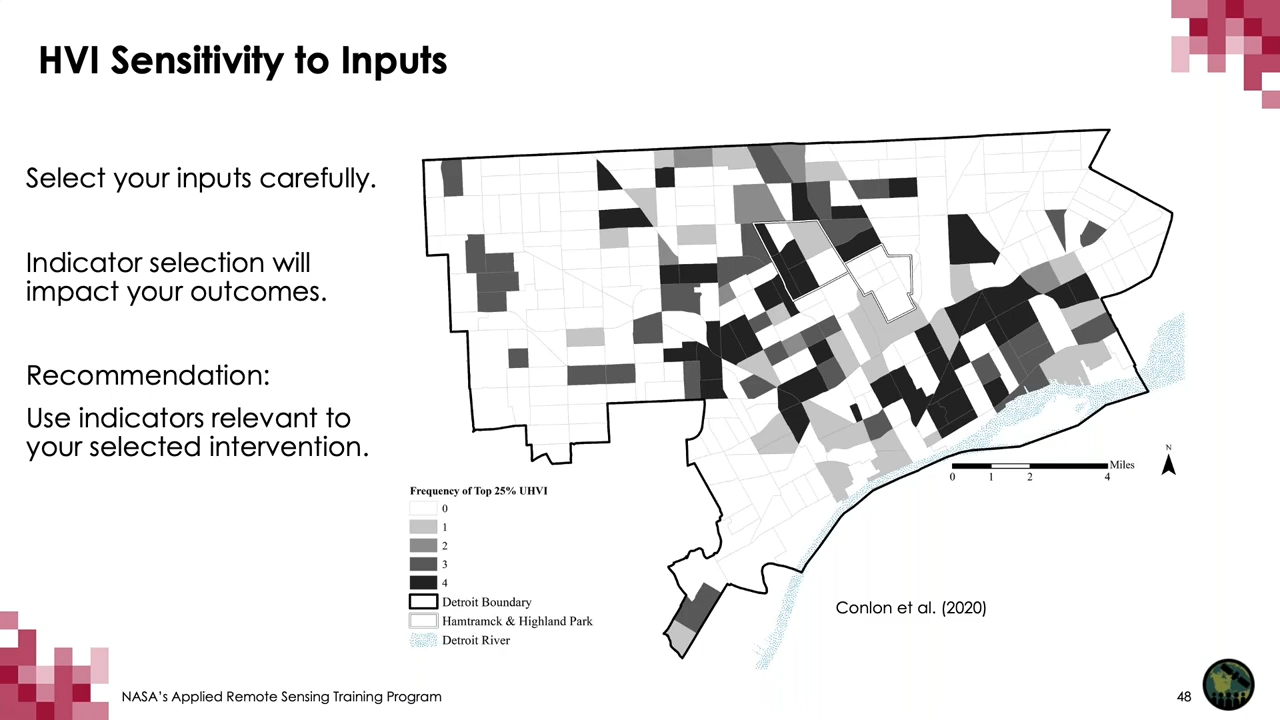 HVI Sensitivity to Inputs
Select your inputs carefully.
Indicator selection will
impact your outcomes.
Recommendation:
Use indicators relevant to
your selected intervention.
Frequency of Top 25% UHVI
0
1
2
3
4
Detroit Boundary
Hamtramck & Highland Park
Detroit River
N
Miles
0 1 2 4
Conlon et al. (2020)
NASA's Applied Remote Sensing Training Program
48